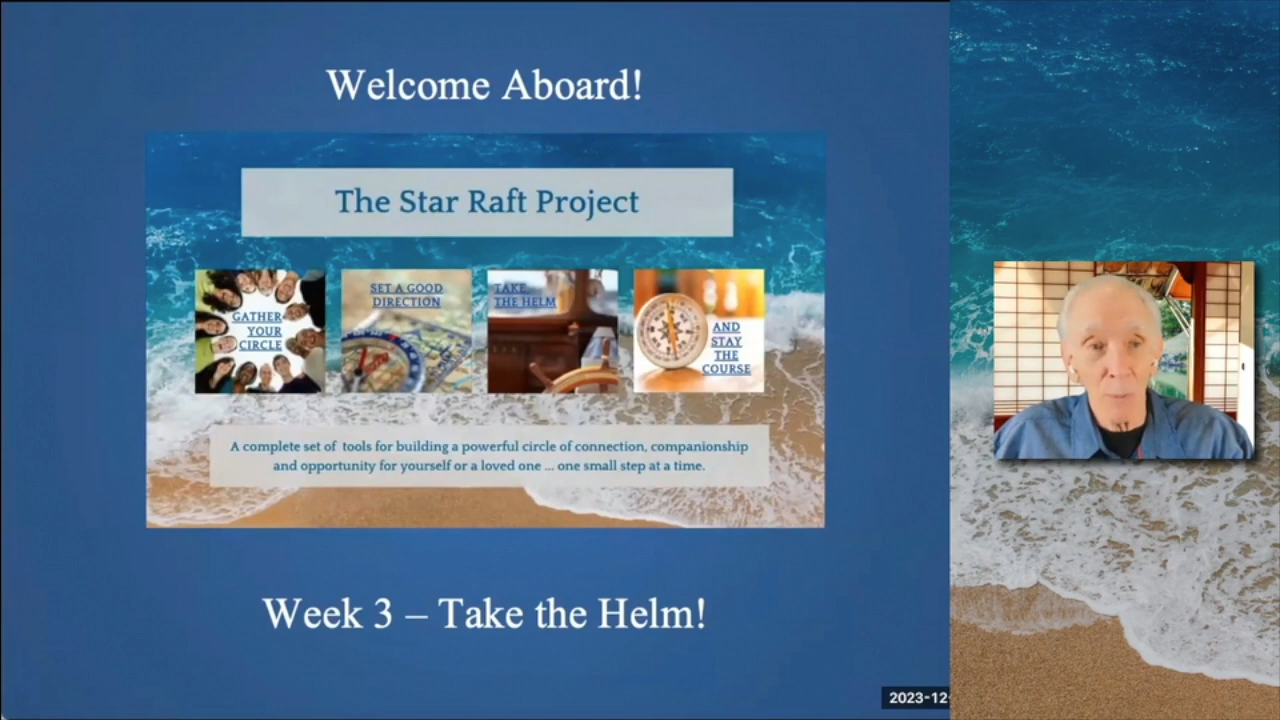 Welcome Aboard!
The Star Raft Project
GATHER
YOUR
CIRCLE
SET A GOOD
DIRECTION
TAKE
THE HELM
AND
STAY
THE
COURSE
A complete set of tools for building a powerful circle of connection, companionship
and opportunity for yourself or a loved one ... one small step at a time.
Week 3 – Take the Helm!
2023-12-